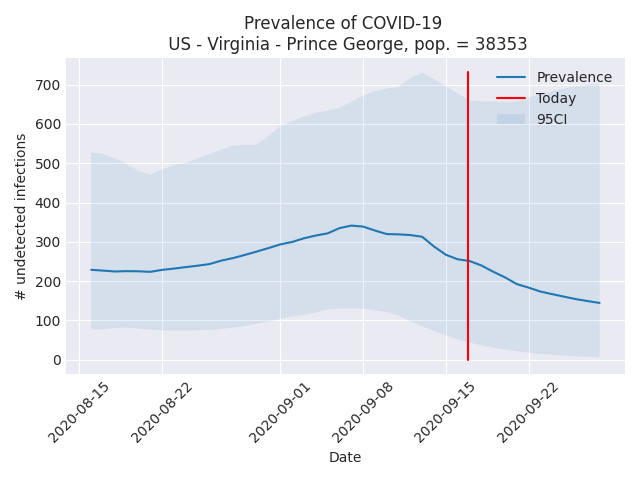 Prevalence of COVID-19
US - Virginia - Prince George, pop. = 38353
Prevalence
Today
95CI
# undetected infections
700
600
500
400
300
200
100
0
2020-08-15
2020-08-22
2020-09-01
2020-09-08
2020-09-15
2020-09-22
Date